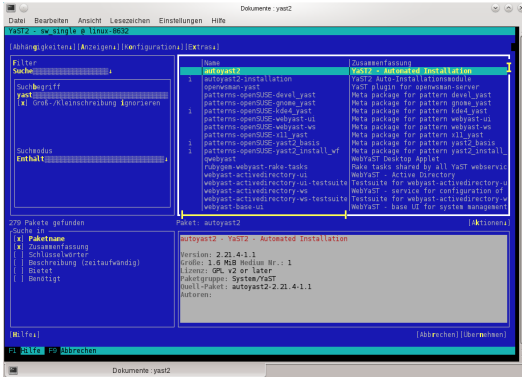 Dokumente : yast2
Datei Bearbeiten Ansicht Lesezeichen Einstellungen Hilfe
YaST2 - sw_single @ linux-8632
[Abhängigkeiten↓][Anzeigen↓][Konfiguration↓][Extras↓]
Filter
Suche
Suchbegriff
yast
[x] Groß-/Kleinschreibung ignorieren
Suchmodus
Enthält
Name Zusammenfassung
autoyast2 YaST2 - Automated Installation
i autoyast2-installation YaST2 Auto-Installationsmodule
openwsman-yast YaST plugin for openwsman-server
patterns-openSUSE-devel_yast Meta package for pattern devel_yast
patterns-openSUSE-gnome_yast Meta package for pattern gnome_yast
i patterns-openSUSE-kde4_yast Meta package for pattern kde4_yast
patterns-openSUSE-webyast-ui Meta package for pattern webyast-ui
patterns-openSUSE-webyast-ws Meta package for pattern webyast-ws
patterns-openSUSE-x11_yast Meta package for pattern x11_yast
i patterns-openSUSE-yast2_basis Meta package for pattern yast2_basis
i patterns-openSUSE-yast2_install_wf Meta package for pattern yast2_install_
qwebyast WebYaST Desktop Applet
rubygem-webyast-rake-tasks Rake tasks shared by all YaST webservic
webyast-activedirectory-ui WebYaST - Active Directory
webyast-activedirectory-ui-testsuite Testsuite for webyast-activedirectory-u
webyast-activedirectory-ws WebYaST - service for configuration of
webyast-activedirectory-ws-testsuite Testsuite for webyast-activedirectory-w
webyast-base-ui WebYaST - base UI for system management
279 Pakete gefunden
Paket: autoyast2 [Aktionen↓]
Suche in
[x] Paketname
[x] Zusammenfassung
[ ] Schlüsselwörter
[ ] Beschreibung (zeitaufwändig)
[ ] Bietet
[ ] Benötigt
autoyast2 - YaST2 - Automated Installation
Version: 2.21.4-1.1
Größe: 1.6 MiB Medium Nr.: 1
Lizenz: GPL v2 or later
Paketgruppe: System/YaST
Quell-Paket: autoyast2-2.21.4-1.1
Autoren:
[Hilfe↓] [Abbrechen][Übernehmen]
F1 Hilfe F9 Abbrechen
Dokumente : yast2